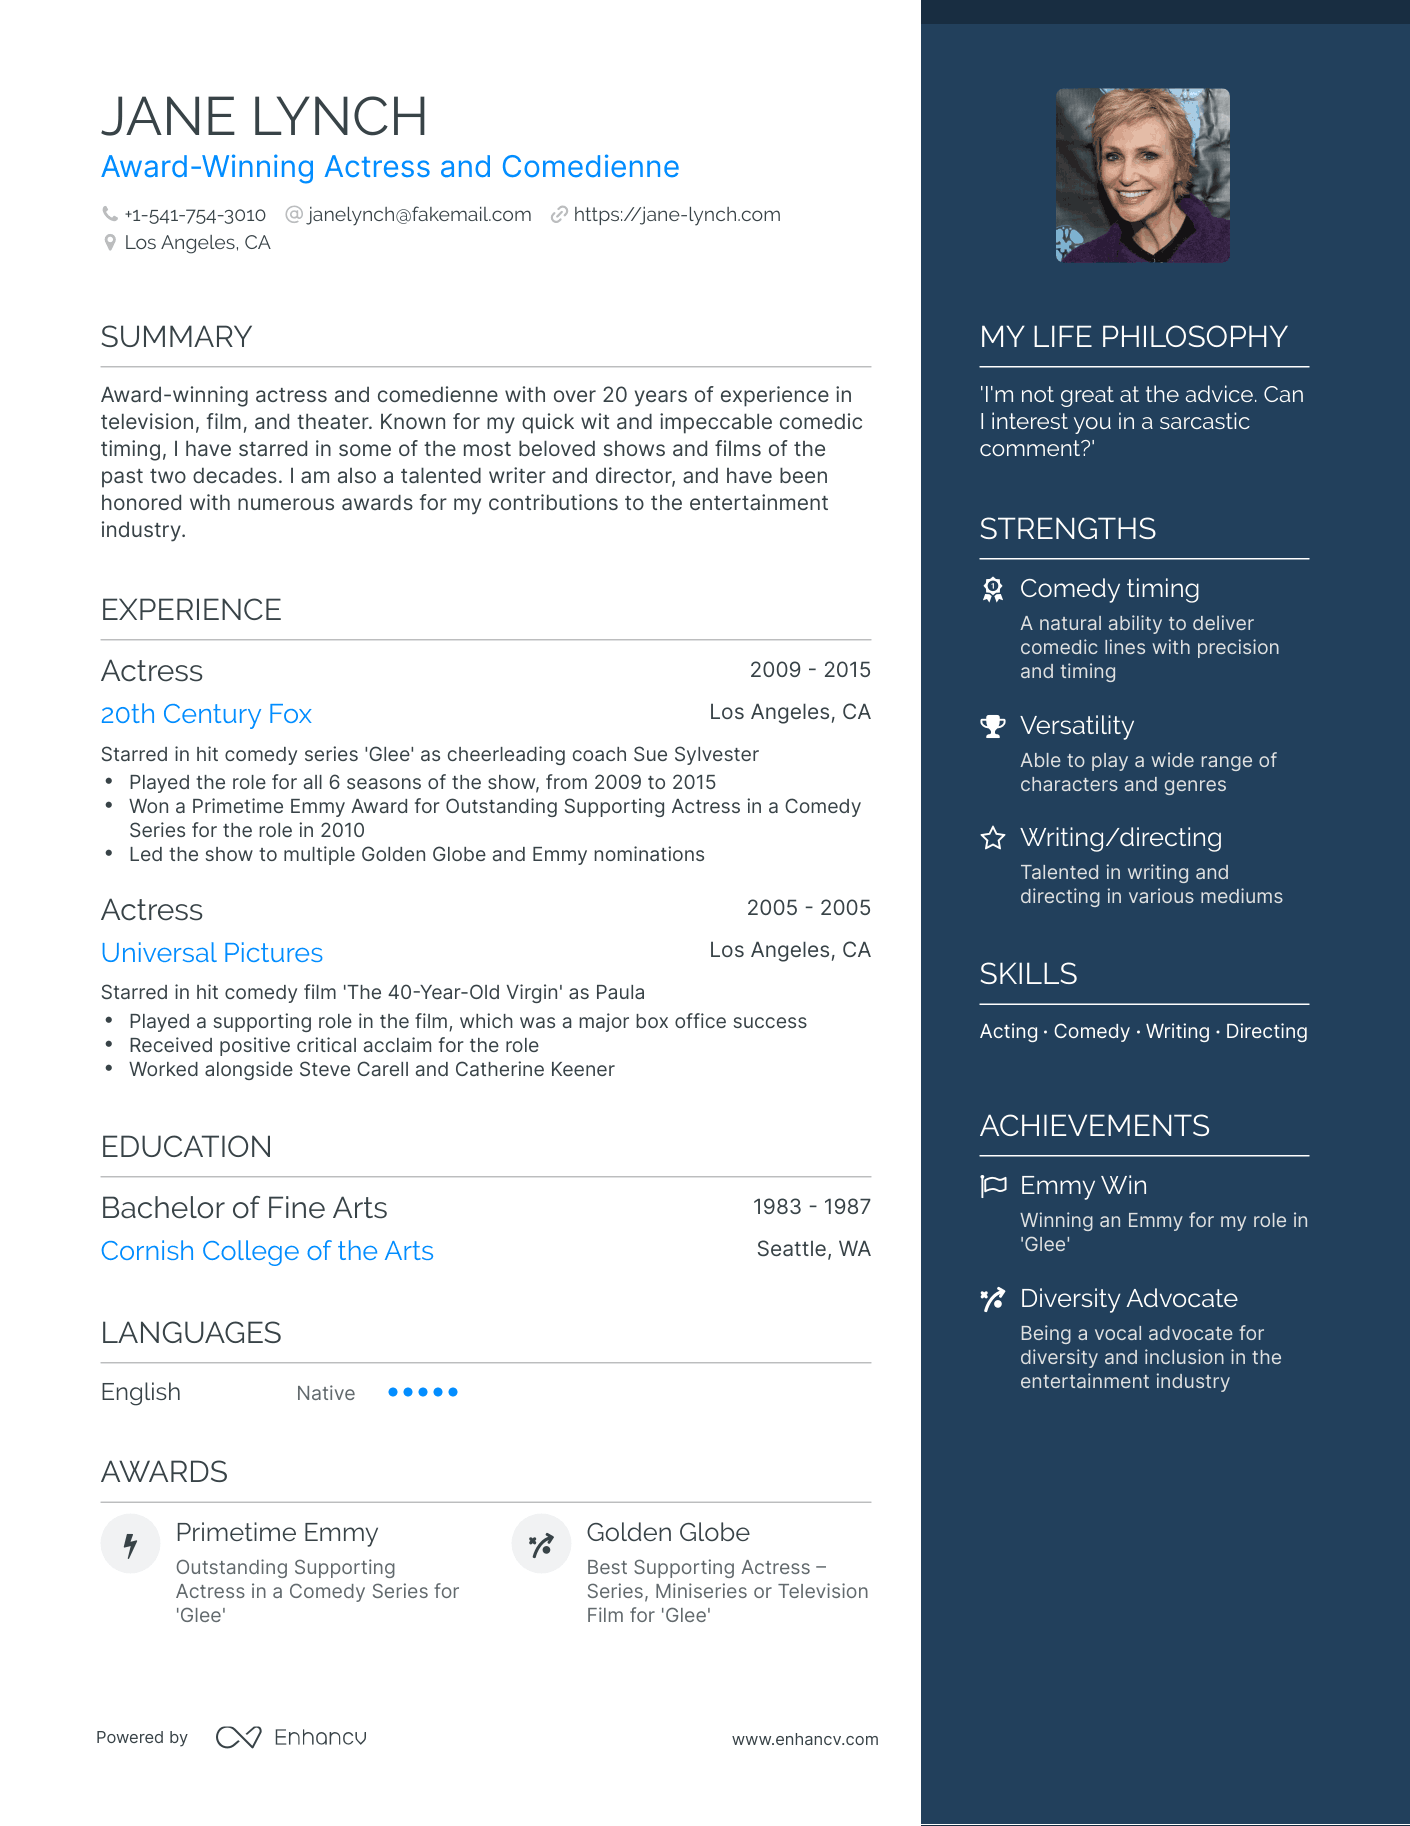 JANE LYNCH
Award-Winning Actress and Comedienne
+1-541-754-3010 janelynch@fakemail.com https://jane-lynch.com
Los Angeles, CA
SUMMARY
Award-winning actress and comedienne with over 20 years of experience in
television, film, and theater. Known for my quick wit and impeccable comedic
timing, I have starred in some of the most beloved shows and films of the
past two decades. I am also a talented writer and director, and have been
honored with numerous awards for my contributions to the entertainment
industry.
EXPERIENCE
Actress 2009 - 2015
20th Century Fox Los Angeles, CA
Starred in hit comedy series 'Glee' as cheerleading coach Sue Sylvester
• Played the role for all 6 seasons of the show, from 2009 to 2015
• Won a Primetime Emmy Award for Outstanding Supporting Actress in a Comedy
Series for the role in 2010
• Led the show to multiple Golden Globe and Emmy nominations
Actress 2005 - 2005
Universal Pictures Los Angeles, CA
Starred in hit comedy film 'The 40-Year-Old Virgin' as Paula
• Played a supporting role in the film, which was a major box office success
• Received positive critical acclaim for the role
• Worked alongside Steve Carell and Catherine Keener
EDUCATION
Bachelor of Fine Arts 1983 - 1987
Cornish College of the Arts Seattle, WA
LANGUAGES
English Native
AWARDS
Primetime Emmy
Outstanding Supporting
Actress in a Comedy Series for
'Glee'
Golden Globe
Best Supporting Actress –
Series, Miniseries or Television
Film for 'Glee'
Powered by Enhancv www.enhancv.com
MY LIFE PHILOSOPHY
'I'm not great at the advice. Can
I interest you in a sarcastic
comment?'
STRENGTHS
Comedy timing
A natural ability to deliver
comedic lines with precision
and timing
Versatility
Able to play a wide range of
characters and genres
Writing/directing
Talented in writing and
directing in various mediums
SKILLS
Acting · Comedy · Writing · Directing
ACHIEVEMENTS
Emmy Win
Winning an Emmy for my role in
'Glee'
Diversity Advocate
Being a vocal advocate for
diversity and inclusion in the
entertainment industry